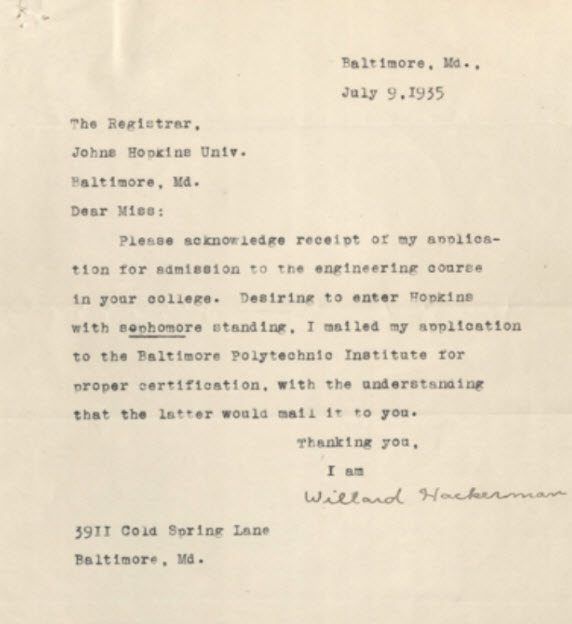 Baltimore, Md.,
July 9,1935
The Registrar,
Johns Hopkins Univ.
Baltimore, Md.
Dear Miss:
Please acknowledge receipt of my applica-
tion for admission to the engineering course
in your college. Desiring to enter Hopkins
with sophomore standing, I mailed my application
to the Baltimore Polytechnic Institute for
proper certification, with the understanding
that the latter would mail it to you.
Thanking you,
I am
Willard Hackerman
3911 Cold Spring Lane
Baltimore, Md.